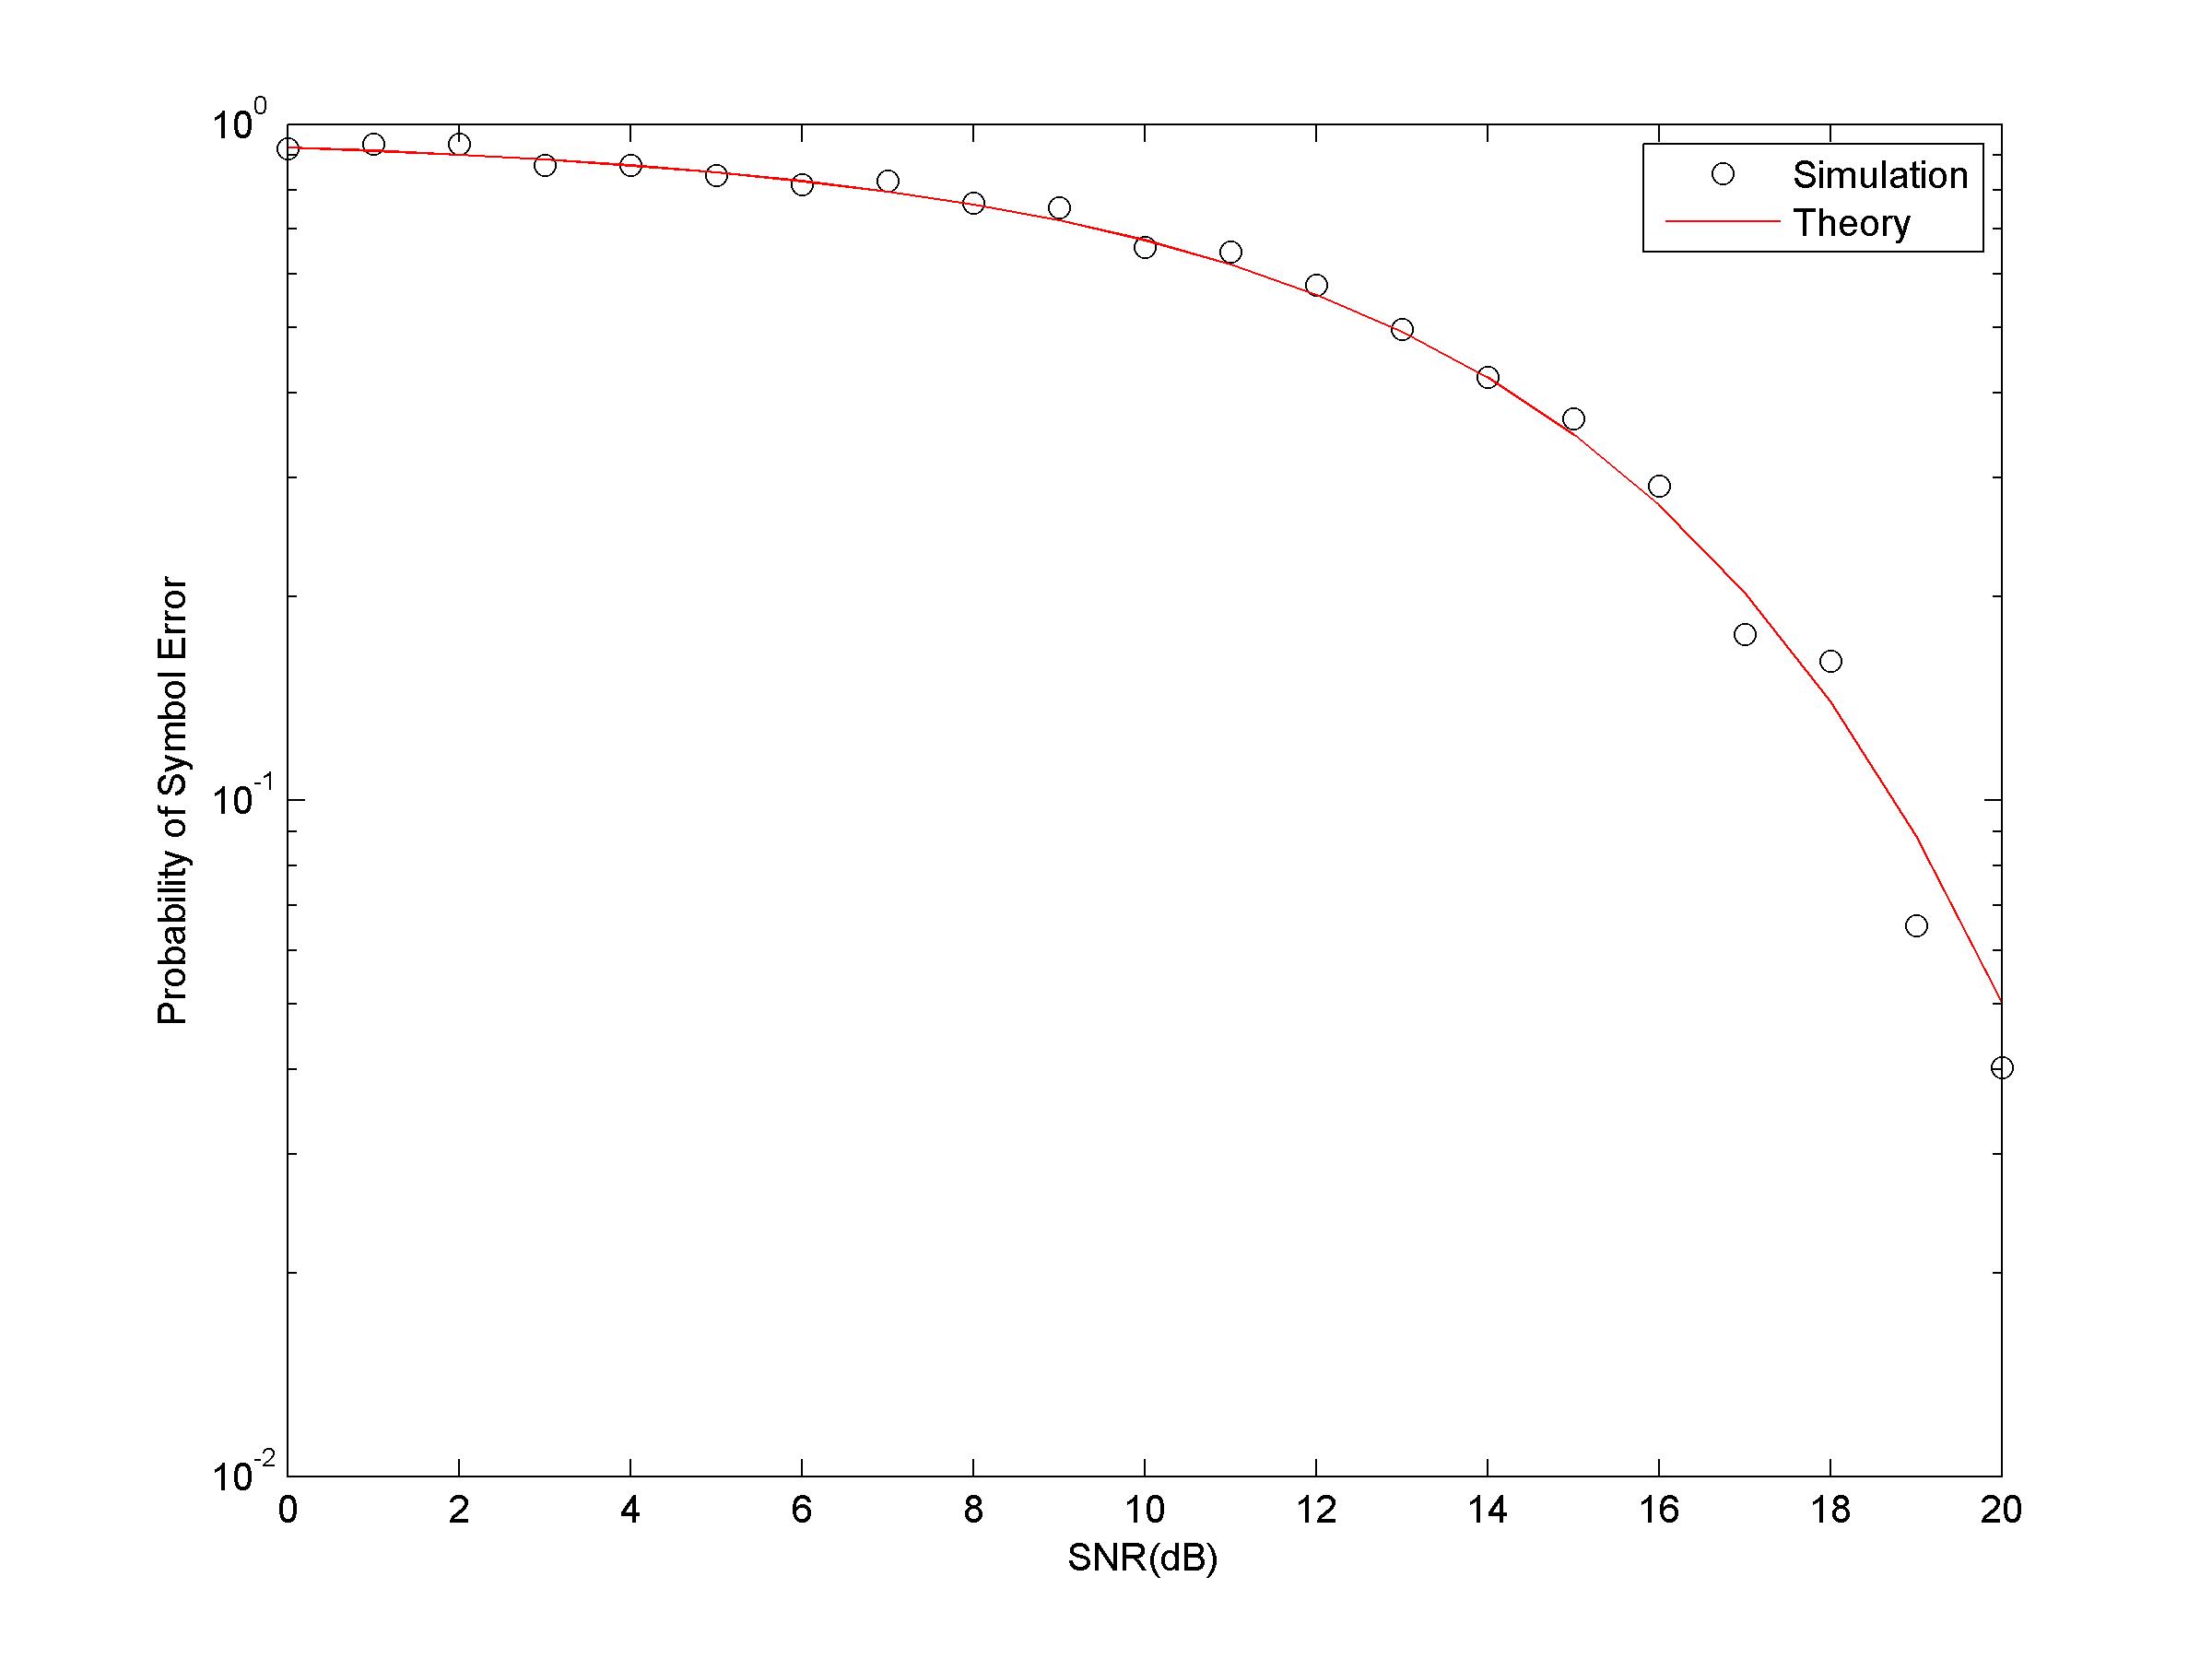 10^0
Simulation
Theory
Probability of Symbol Error
10^-1
10^-2
0 2 4 6 8 10 12 14 16 18 20
SNR(dB)